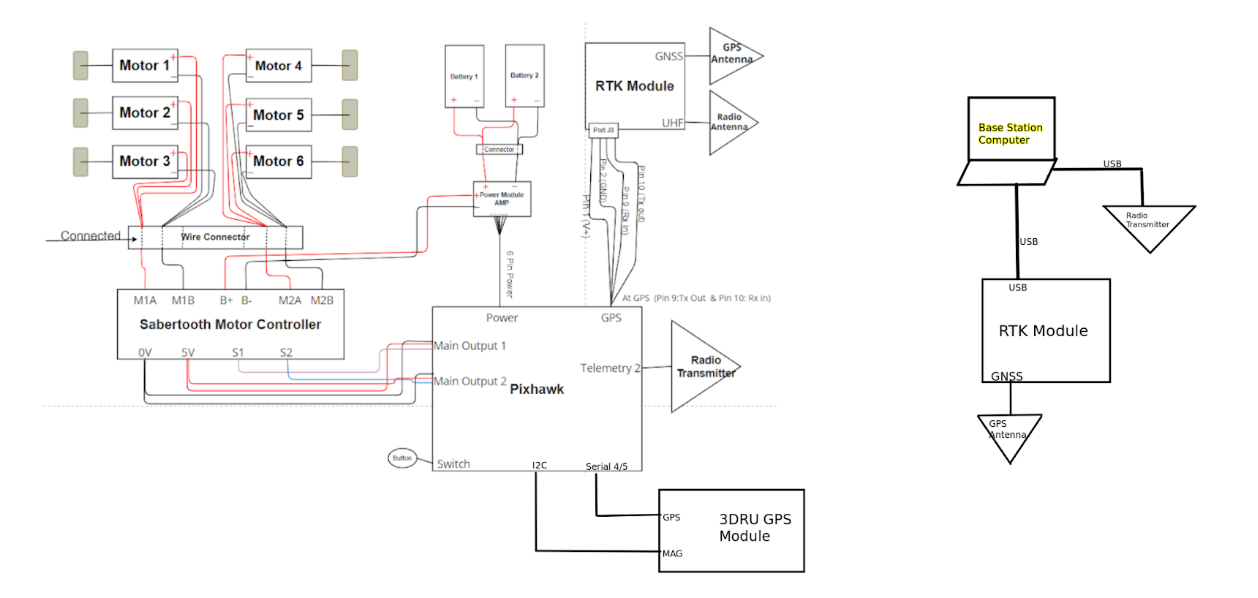 Motor 1
+
−
Motor 2
+
−
Motor 3
+
−
Motor 4
+
−
Motor 5
+
−
Motor 6
+
−
Connected
Wire Connector
M1A M1B B+ B- M2A M2B
Sabertooth Motor Controller
0V 5V S1 S2
Battery 1
+ −
Battery 2
+ −
Connector
+ −
Power Module
AMP
+
−
6 Pin Power
RTK Module
GNSS
UHF
Port J8
GPS
Antenna
Radio
Antenna
Pin 1 (V+)
Pin 2 (GND)
Pin 9 (Rx in)
Pin 10 (Tx out)
At GPS (Pin 9:Tx Out & Pin 10: Rx in)
Power
GPS
Main Output 1
Main Output 2
Pixhawk
Telemetry 2
Radio
Transmitter
Button
Switch
I2C
Serial 4/5
GPS
MAG
3DRU GPS
Module
Base Station
Computer
USB
Radio
Transmitter
USB
USB
RTK Module
GNSS
GPS
Antenna